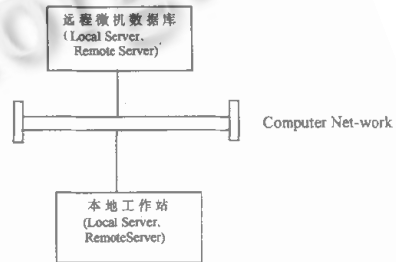 远程微机数据库
(Local Server、
Remote Server)
Computer Net-work
本地工作站
(Local Server、
RemoteServer)